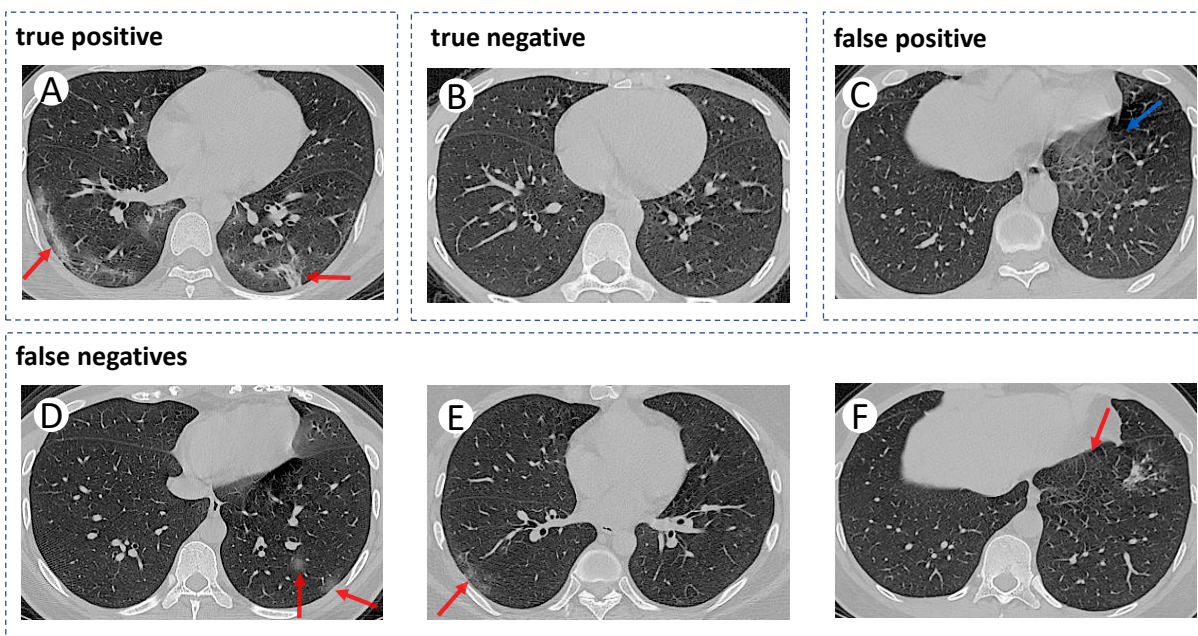 true positive
true negative
false positive
A
B
C
false negatives
D
E
F